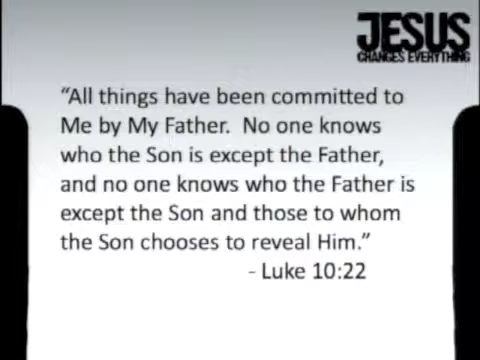 JESUS
CHANGES EVERYTHING
“All things have been committed to
Me by My Father.  No one knows
who the Son is except the Father,
and no one knows who the Father is
except the Son and those to whom
the Son chooses to reveal Him.”
- Luke 10:22